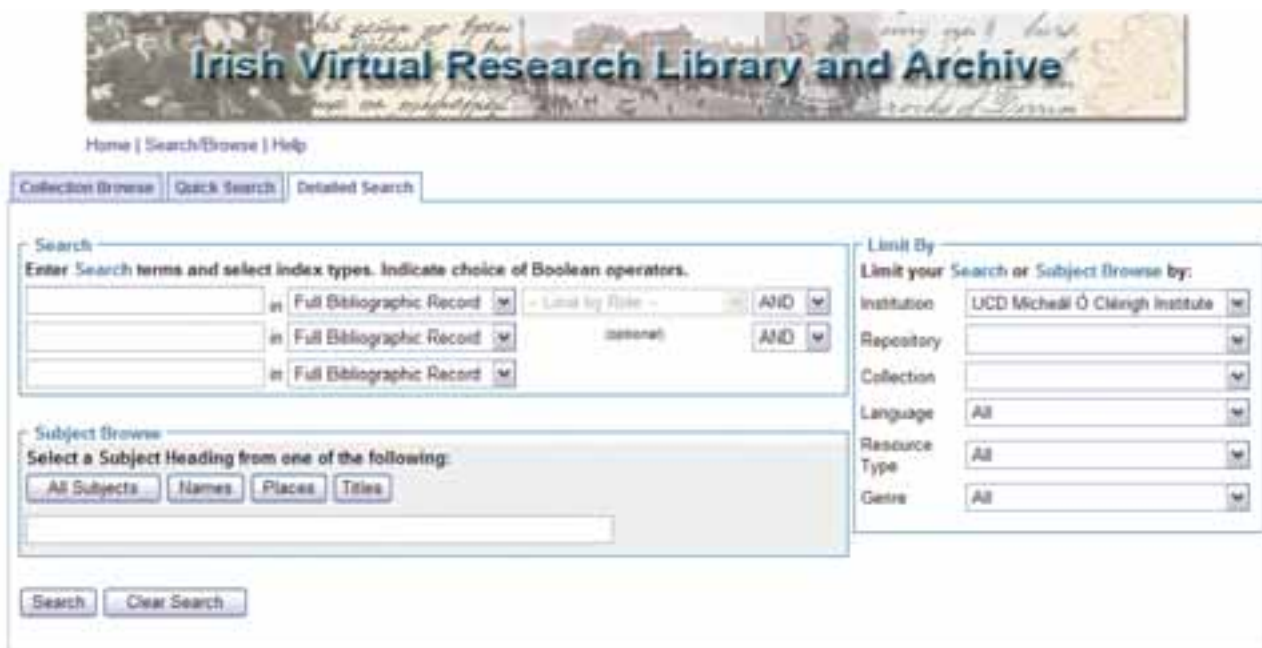 Irish Virtual Research Library and Archive
Home | Search/Browse | Help
Collection Browse Quick Search Detailed Search
Search
Enter Search terms and select index types. Indicate choice of Boolean operators.
in Full Bibliographic Record - Limit by Role - AND
in Full Bibliographic Record (optional) AND
in Full Bibliographic Record
Subject Browse
Select a Subject Heading from one of the following:
All Subjects Names Places Titles
Search Clear Search
Limit By
Limit your Search or Subject Browse by:
Institution UCD Micheál Ó Cléirigh Institute
Repository
Collection
Language All
Resource
Type All
Genre All